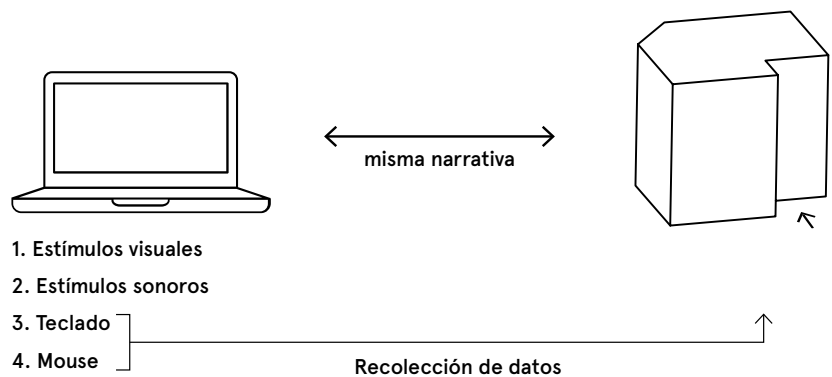 misma narrativa
1. Estímulos visuales
2. Estímulos sonoros
3. Teclado
4. Mouse
Recolección de datos